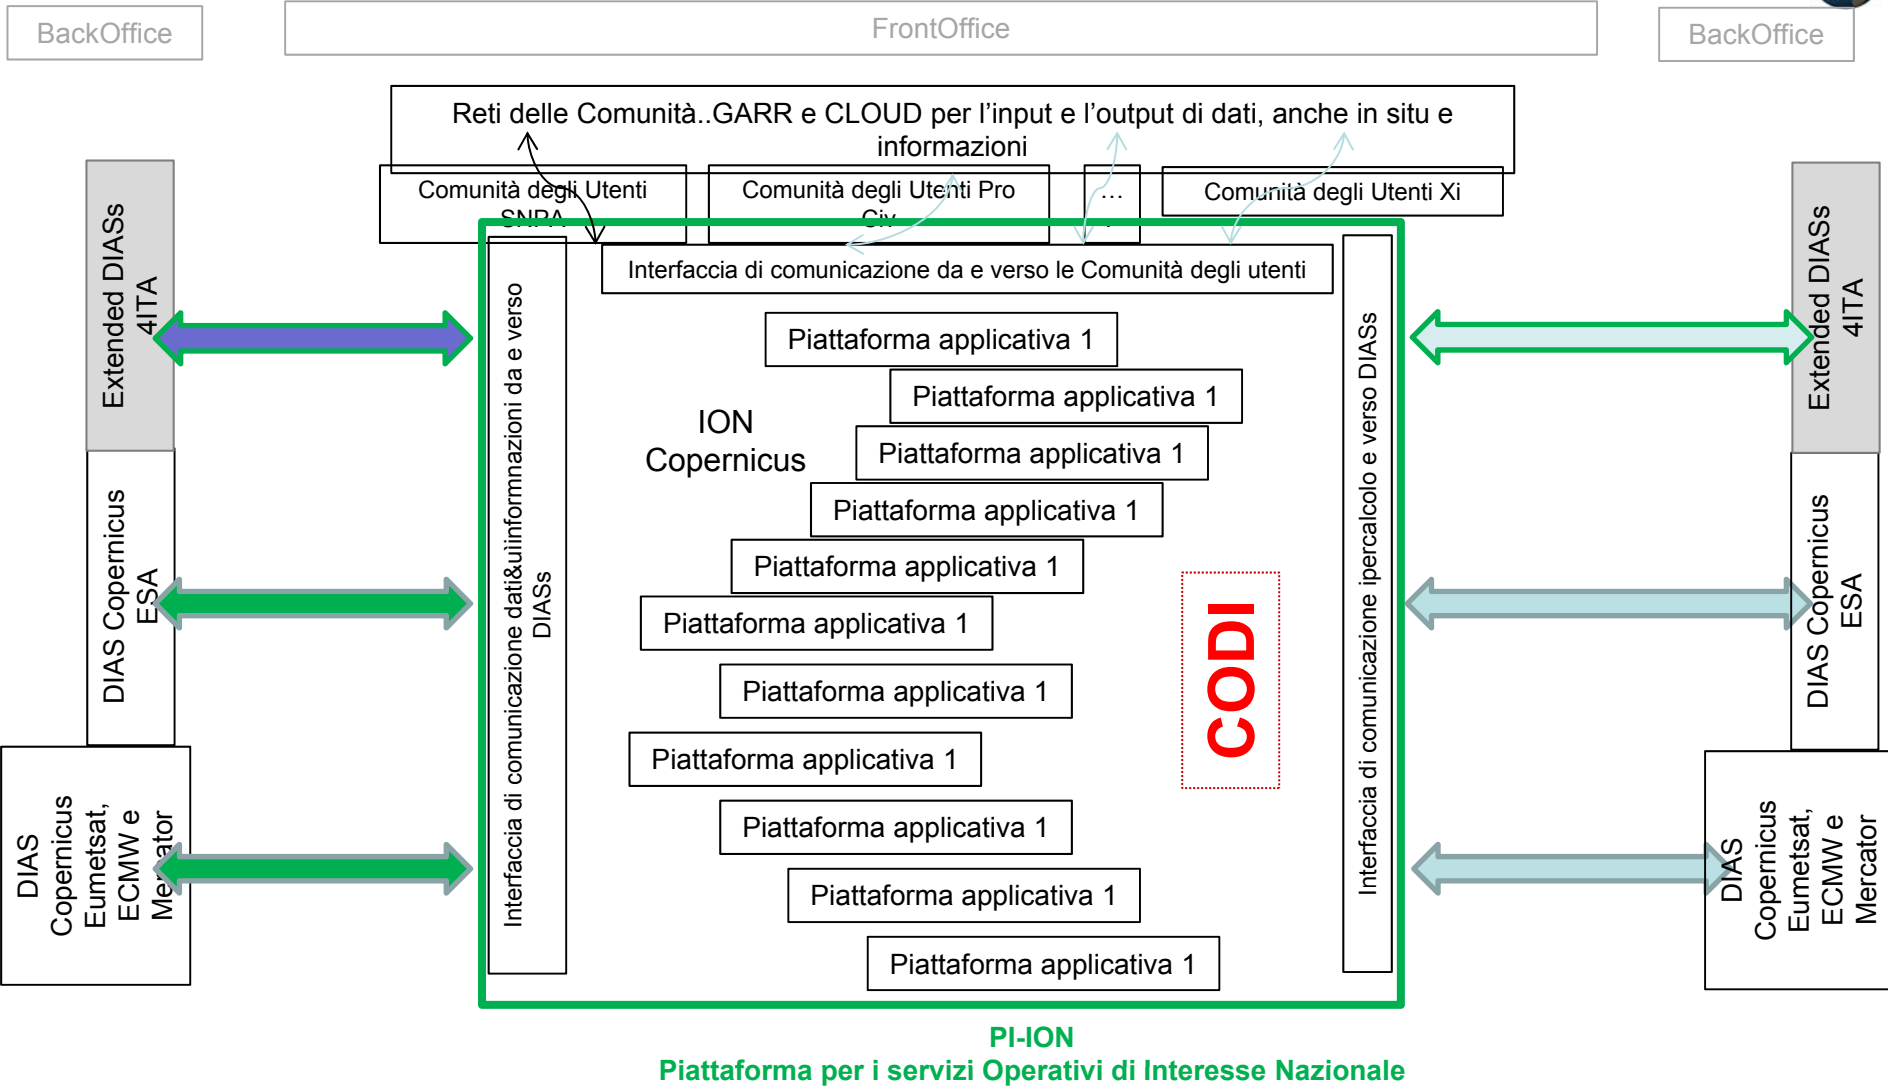 BackOffice
FrontOffice
BackOffice
Reti delle Comunità..GARR e CLOUD per l'input e l'output di dati, anche in situ e
informazioni
Comunità degli Utenti
SNPA
Comunità degli Utenti Pro
Civ
…
Comunità degli Utenti Xi
Interfaccia di comunicazione da e verso le Comunità degli utenti
Extended DIASs
4ITA
DIAS Copernicus
ESA
DIAS
Copernicus
Eumetsat,
ECMW e
Mercator
Interfaccia di comunicazione dati&uiinformnazioni da e verso
DIASs
ION
Copernicus
Piattaforma applicativa 1
Piattaforma applicativa 1
Piattaforma applicativa 1
Piattaforma applicativa 1
Piattaforma applicativa 1
Piattaforma applicativa 1
Piattaforma applicativa 1
Piattaforma applicativa 1
Piattaforma applicativa 1
Piattaforma applicativa 1
Piattaforma applicativa 1
CODI
Interfaccia di comunicazione ipercalcolo e verso DIASs
Extended DIASs
4ITA
DIAS Copernicus
ESA
DIAS
Copernicus
Eumetsat,
ECMW e
Mercator
PI-ION
Piattaforma per i servizi Operativi di Interesse Nazionale